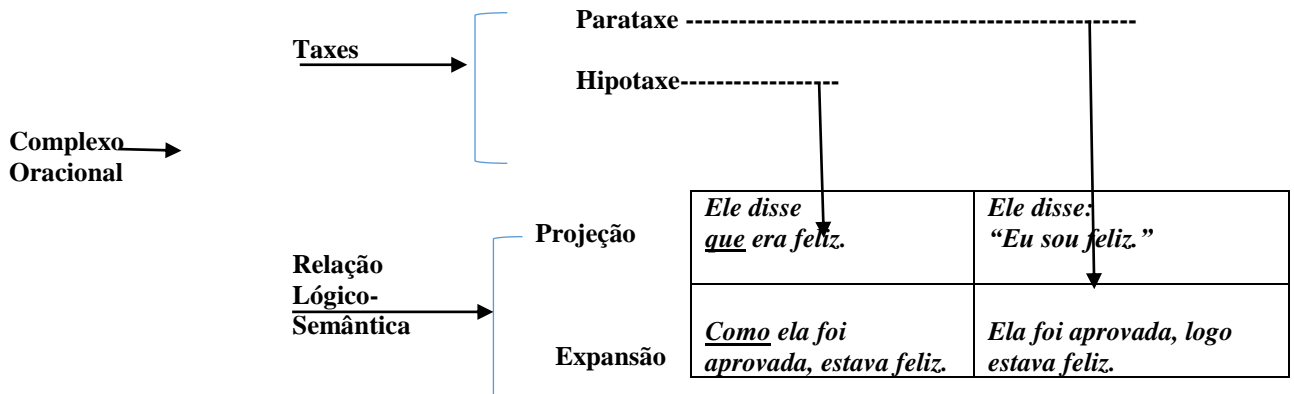 Parataxe ------------------------------------------------
Taxes
Hipotaxe-----------------
Complexo
Oracional
Ele disse
que era feliz.
Ele disse:
“Eu sou feliz.”
Projeção
Relação
Lógico-
Semântica
Como ela foi
aprovada, estava feliz.
Ela foi aprovada, logo
estava feliz.
Expansão